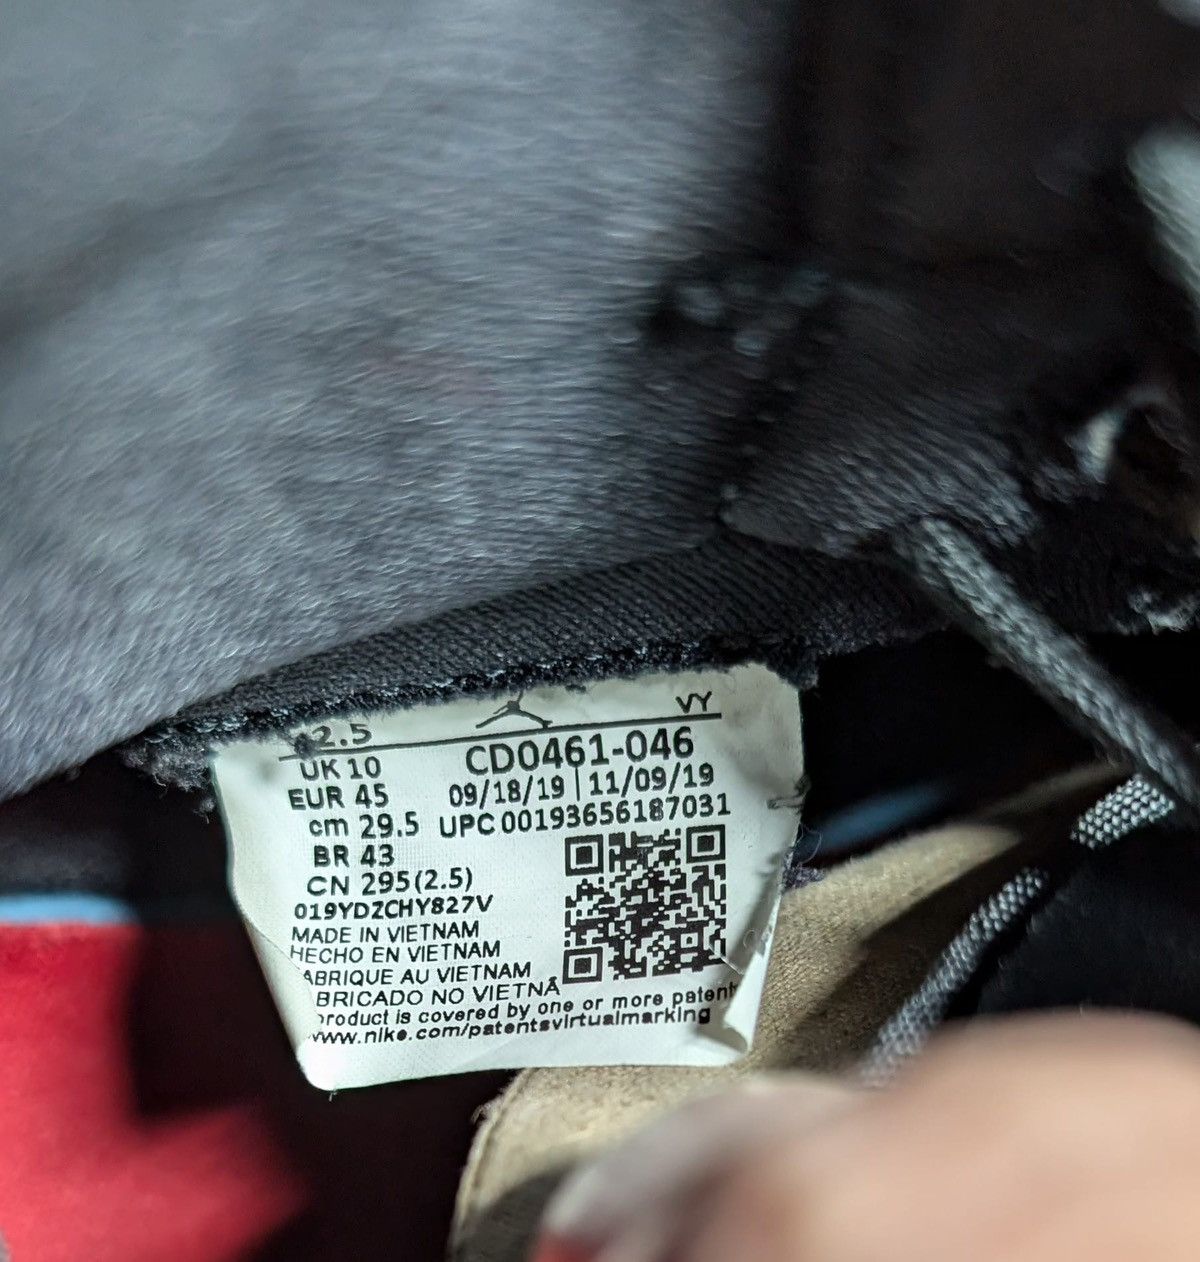 2.5 VY
UK 10 CD0461-046
EUR 45 09/18/19 | 11/09/19
cm 29.5 UPC 00193656187031
BR 43
CN 295(2.5)
019YDZCHY827V
MADE IN VIETNAM
HECHO EN VIETNAM
ABRIQUE AU VIETNAM
BRICADO NO VIETNÃ
product is covered by one or more patent
www.nike.com/patentsvirtualmarking